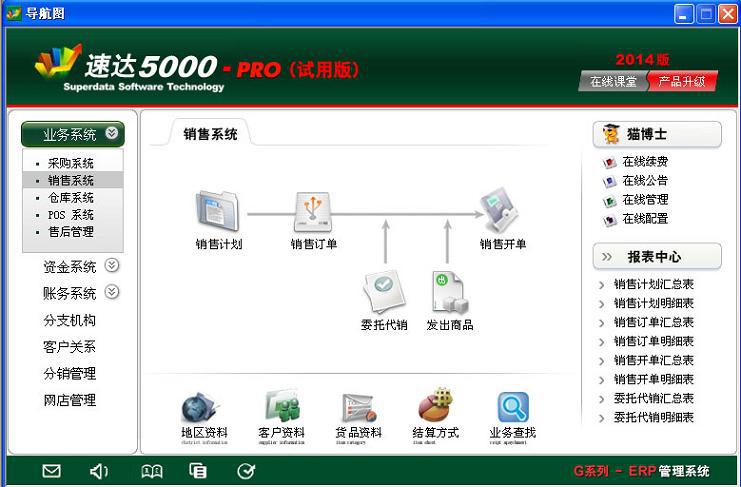 导航图
速达5000-PRO（试用版）
Superdata Software Technology
2014版
在线课堂 产品升级
业务系统
采购系统
销售系统
仓库系统
POS 系统
售后管理
资金系统
账务系统
分支机构
客户关系
分销管理
网店管理
销售系统
销售计划
销售订单
销售开单
委托代销
发出商品
地区资料
district information
客户资料
supplier information
货品资料
item category
结算方式
业务查找
猫博士
在线续费
在线公告
在线管理
在线配置
报表中心
销售计划汇总表
销售计划明细表
销售订单汇总表
销售订单明细表
销售开单汇总表
销售开单明细表
委托代销汇总表
委托代销明细表
G系列 - ERP管理系统